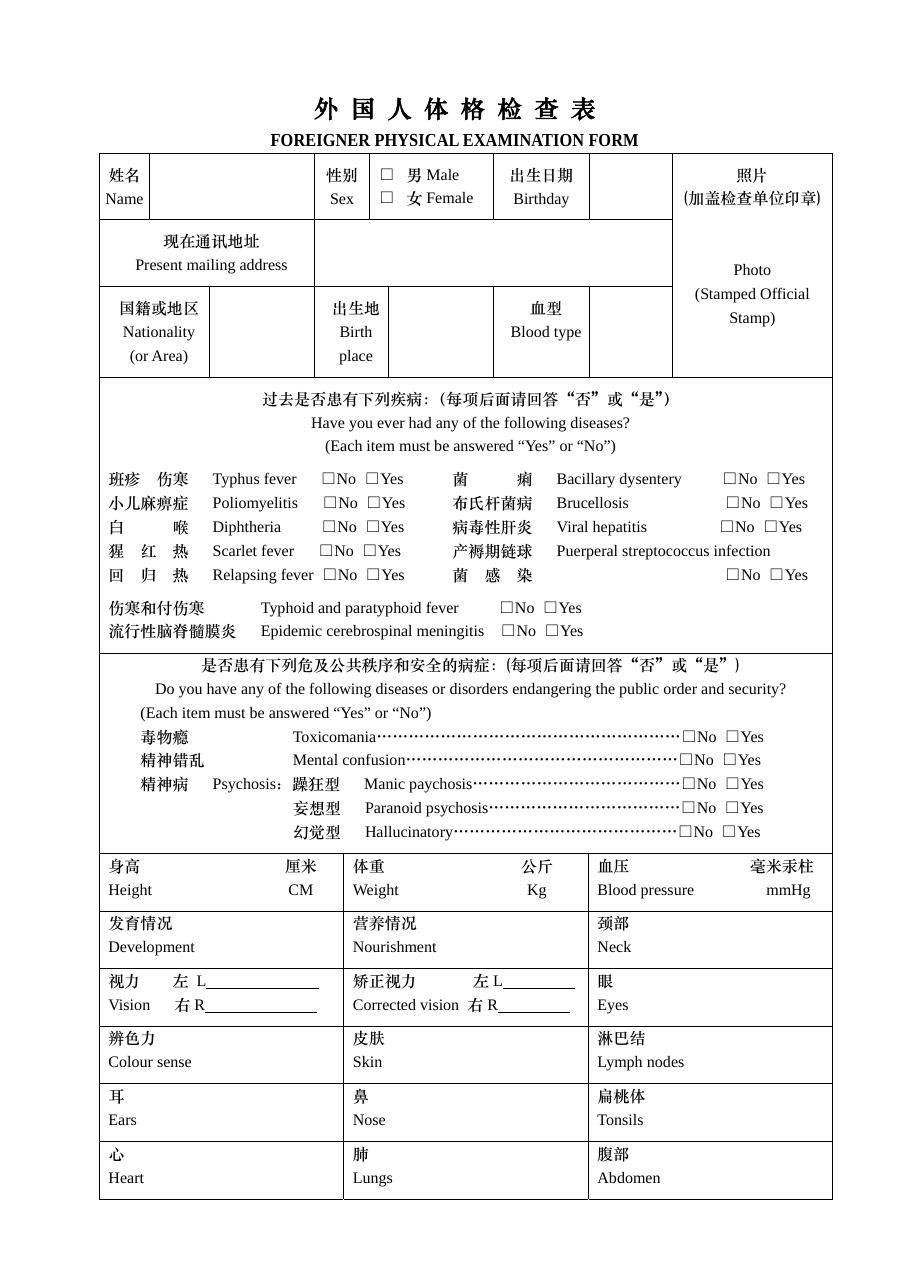 外国人体格检查表
FOREIGNER PHYSICAL EXAMINATION FORM
姓名 性别 □ 男 Male 出生日期 照片
Name Sex □ 女 Female Birthday (加盖检查单位印章)
现在通讯地址
Present mailing address
Photo
(Stamped Official
Stamp)
国籍或地区 出生地 血型
Nationality Birth Blood type
(or Area) place
过去是否患有下列疾病：（每项后面请回答“否”或“是”）
Have you ever had any of the following diseases?
(Each item must be answered “Yes” or “No”)
班疹 伤寒 Typhus fever □No □Yes 菌 痢 Bacillary dysentery □No □Yes
小儿麻痹症 Poliomyelitis □No □Yes 布氏杆菌病 Brucellosis □No □Yes
白 喉 Diphtheria □No □Yes 病毒性肝炎 Viral hepatitis □No □Yes
猩 红 热 Scarlet fever □No □Yes 产褥期链球 Puerperal streptococcus infection
回 归 热 Relapsing fever □No □Yes 菌 感 染 □No □Yes
伤寒和付伤寒 Typhoid and paratyphoid fever □No □Yes
流行性脑脊髓膜炎 Epidemic cerebrospinal meningitis □No □Yes
是否患有下列危及公共秩序和安全的病症：（每项后面请回答“否”或“是”）
Do you have any of the following diseases or disorders endangering the public order and security?
(Each item must be answered “Yes” or “No”)
毒物瘾 Toxicomania⋯⋯⋯⋯⋯⋯⋯⋯⋯⋯⋯⋯⋯⋯⋯⋯⋯⋯⋯□No □Yes
精神错乱 Mental confusion⋯⋯⋯⋯⋯⋯⋯⋯⋯⋯⋯⋯⋯⋯⋯⋯⋯□No □Yes
精神病 Psychosis：躁狂型 Manic paychosis⋯⋯⋯⋯⋯⋯⋯⋯⋯⋯⋯⋯⋯□No □Yes
妄想型 Paranoid psychosis⋯⋯⋯⋯⋯⋯⋯⋯⋯⋯⋯⋯□No □Yes
幻觉型 Hallucinatory⋯⋯⋯⋯⋯⋯⋯⋯⋯⋯⋯⋯⋯⋯□No □Yes
身高 厘米 体重 公斤 血压 毫米汞柱
Height CM Weight Kg Blood pressure mmHg
发育情况 营养情况 颈部
Development Nourishment Neck
视力 左 L______________ 矫正视力 左 L_________ 眼
Vision 右 R______________ Corrected vision 右 R_________ Eyes
辨色力 皮肤 淋巴结
Colour sense Skin Lymph nodes
耳 鼻 扁桃体
Ears Nose Tonsils
心 肺 腹部
Heart Lungs Abdomen